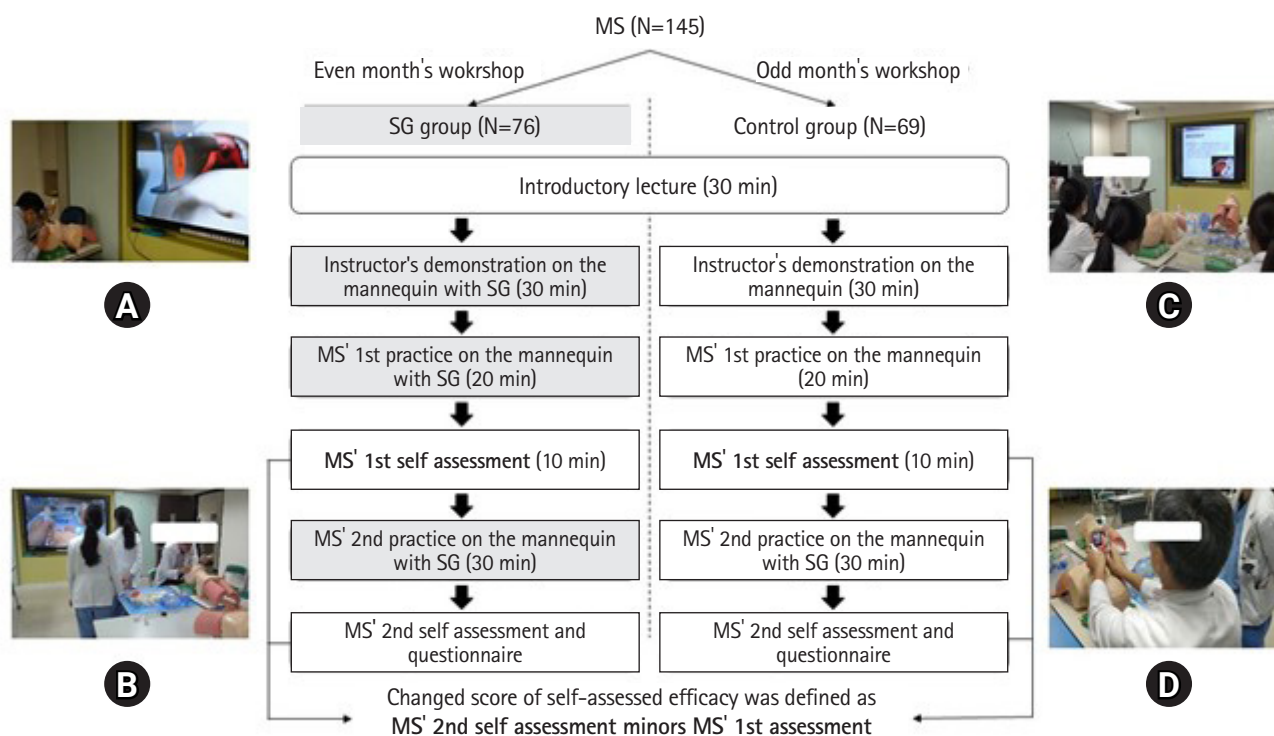 MS (N=145)
Even month's wokrshop
Odd month's workshop
SG group (N=76)
Control group (N=69)
Introductory lecture (30 min)
Instructor's demonstration on the
mannequin with SG (30 min)
Instructor's demonstration on the
mannequin (30 min)
MS' 1st practice on the mannequin
with SG (20 min)
MS' 1st practice on the mannequin
(20 min)
MS' 1st self assessment (10 min)
MS' 1st self assessment (10 min)
MS' 2nd practice on the mannequin
with SG (30 min)
MS' 2nd practice on the mannequin
with SG (30 min)
MS' 2nd self assessment and
questionnaire
MS' 2nd self assessment and
questionnaire
Changed score of self-assessed efficacy was defined as
MS' 2nd self assessment minors MS' 1st assessment
A
B
C
D